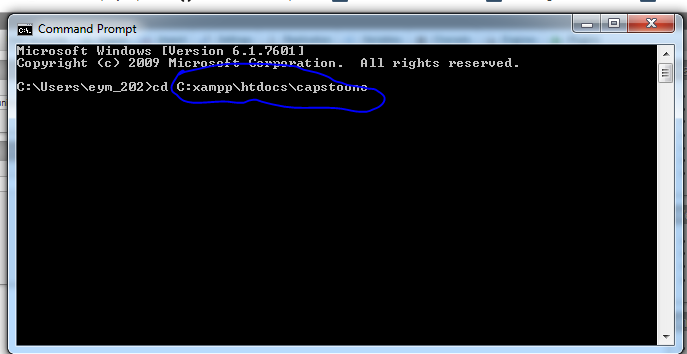 Command Prompt
Microsoft Windows [Version 6.1.7601]
Copyright (c) 2009 Microsoft Corporation.  All rights reserved.
C:\Users\eym_202>cd C:xampp\htdocs\capstoone